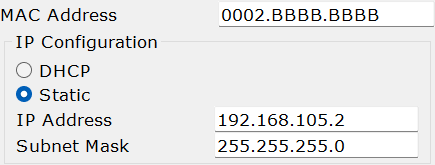 MAC Address 0002.BBBB.BBBB
IP Configuration
DHCP
Static
IP Address 192.168.105.2
Subnet Mask 255.255.255.0